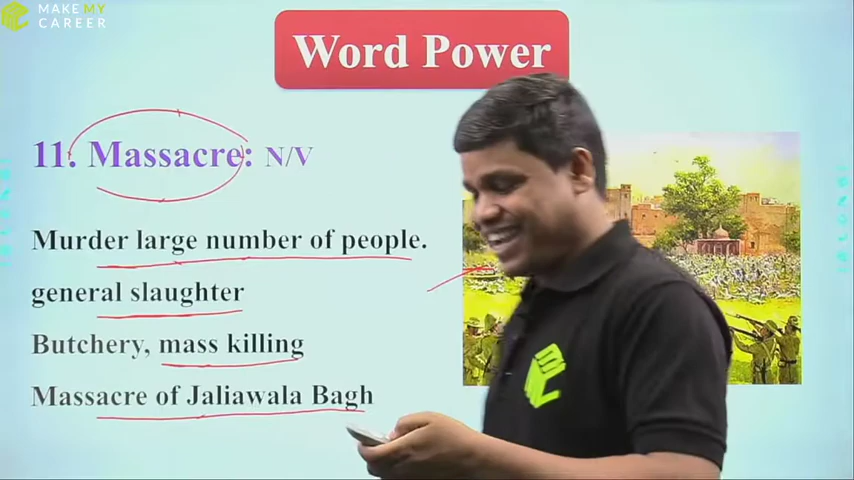 MAKE MY
CAREER
Word Power
11. Massacre: N/V
Murder large number of people.
general slaughter
Butchery, mass killing
Massacre of Jaliawala Bagh